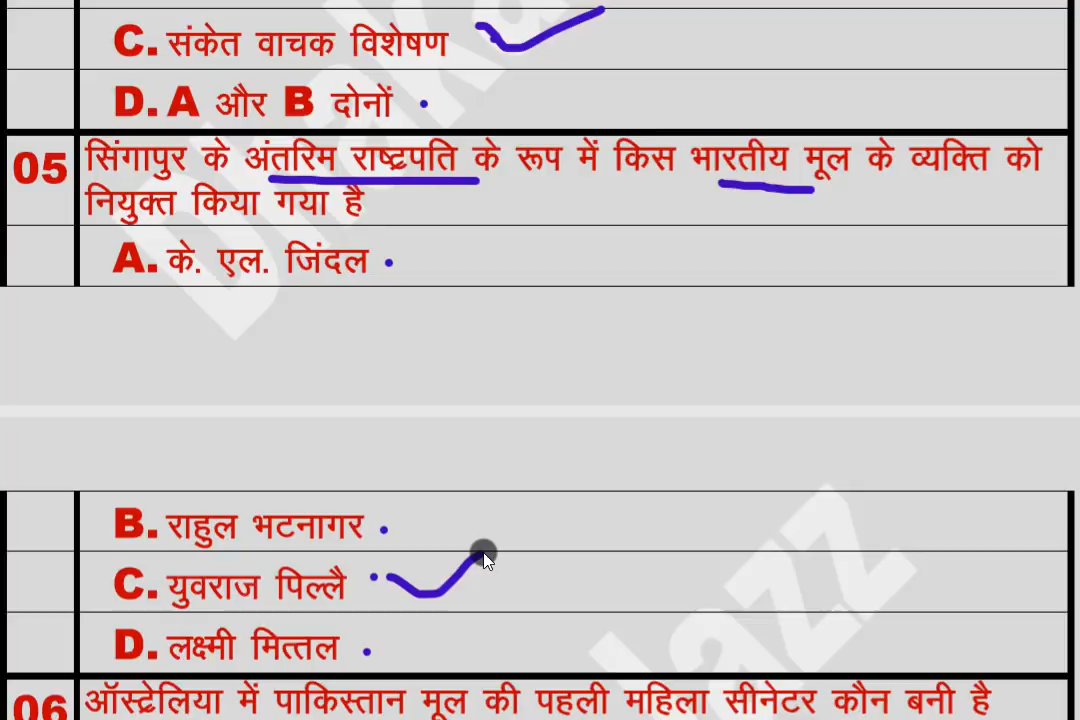 C. संकेत वाचक विशेषण
D. A और B दोनों
05 सिंगापुर के अंतरिम राष्ट्रपति के रूप में किस भारतीय मूल के व्यक्ति को
नियुक्त किया गया है
A. के. एल. जिंदल
B. राहुल भटनागर
C. युवराज पिल्लै
D. लक्ष्मी मित्तल
06 ऑस्ट्रेलिया में पाकिस्तान मूल की पहली महिला सीनेटर कौन बनी है